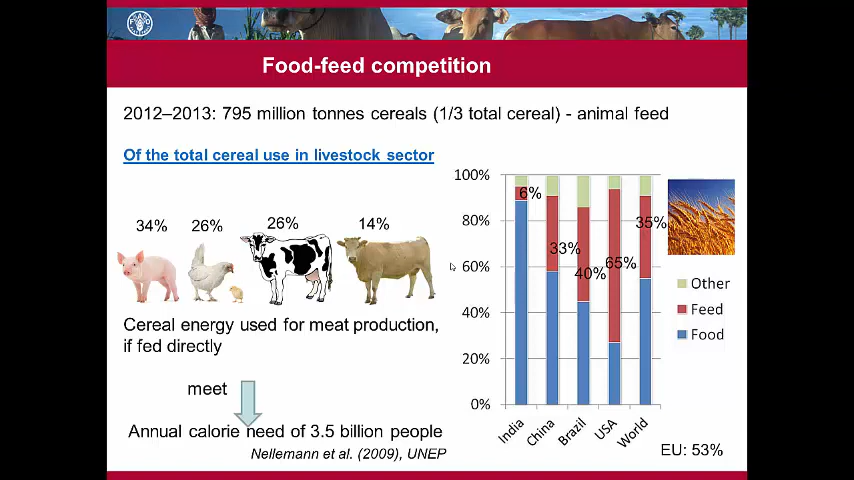 Food-feed competition
2012–2013: 795 million tonnes cereals (1/3 total cereal) - animal feed
Of the total cereal use in livestock sector
34% 26% 26% 14%
Cereal energy used for meat production,
if fed directly
meet
Annual calorie need of 3.5 billion people
Nellemann et al. (2009), UNEP
100%
80%
60%
40%
20%
0%
6%
33%
40%
65%
35%
India China Brazil USA World
Other
Feed
Food
EU: 53%